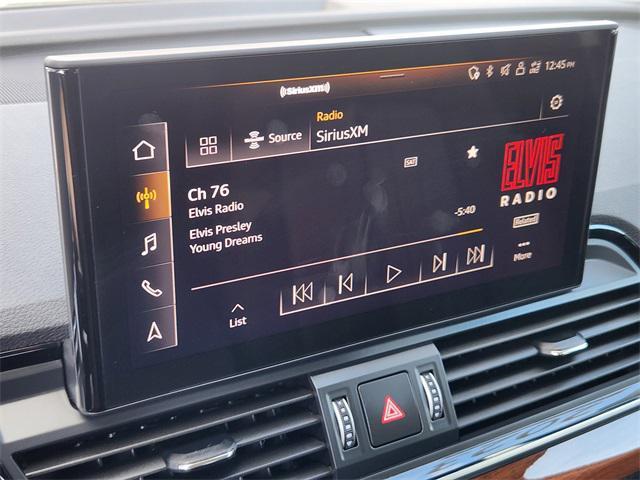 ((SiriusXM))
12:45 PM
Radio
SiriusXM
Source
SAT
Ch 76
Elvis Radio
Elvis Presley
Young Dreams
-5:40
ELVIS
RADIO
Related
More
List